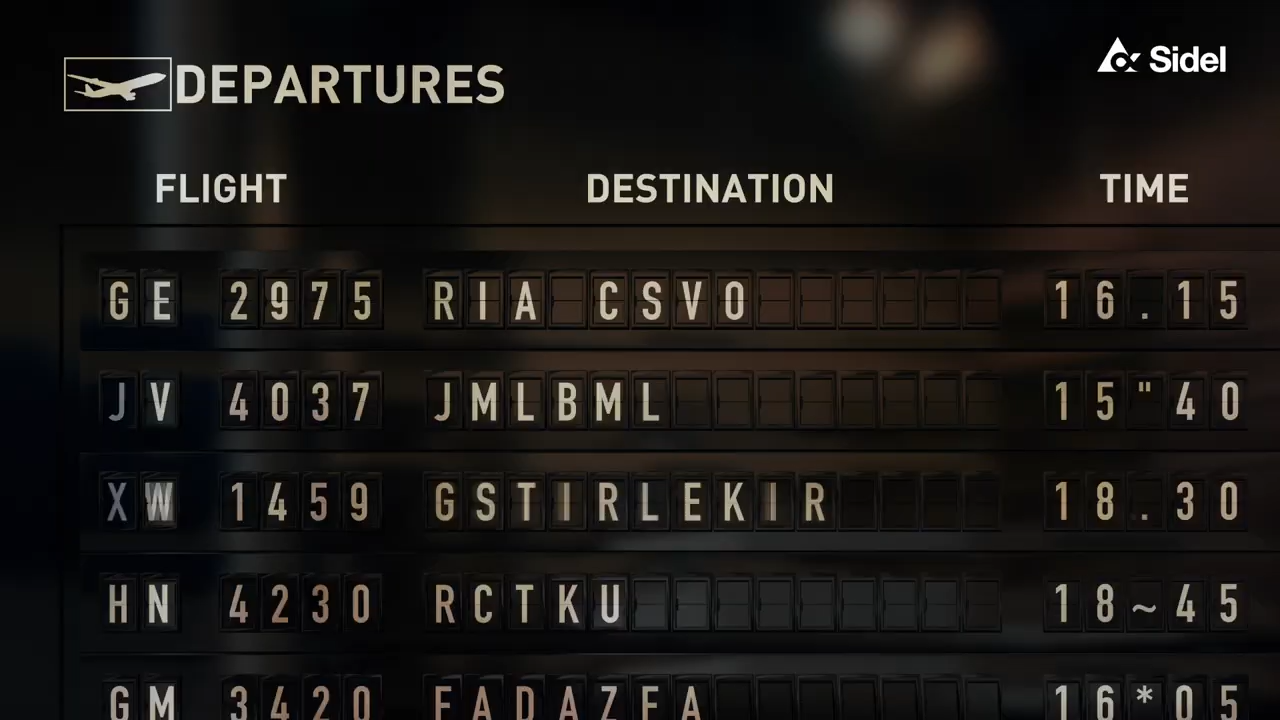 DEPARTURES
Sidel
FLIGHT DESTINATION TIME
GE 2975 RIA CSVO 16.15
JV 4037 JMLBML 15"40
XW 1459 GSTIRLEKIR 18.30
HN 4230 RCTKU 18~45
GM 3420 16*05